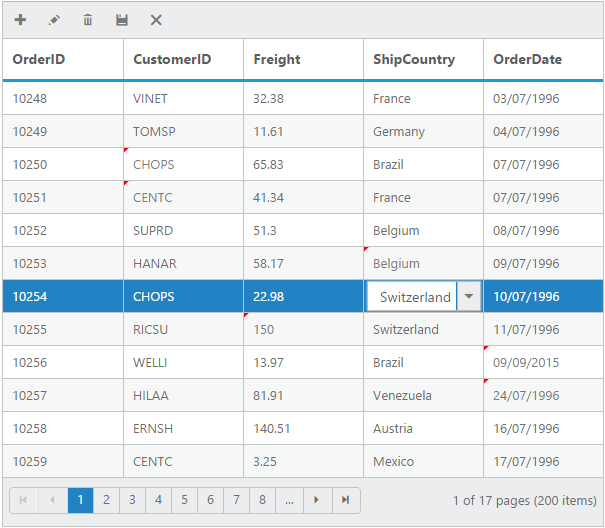 OrderID CustomerID Freight ShipCountry OrderDate
10248 VINET 32.38 France 03/07/1996
10249 TOMSP 11.61 Germany 04/07/1996
10250 CHOPS 65.83 Brazil 07/07/1996
10251 CENTC 41.34 France 07/07/1996
10252 SUPRD 51.3 Belgium 08/07/1996
10253 HANAR 58.17 Belgium 09/07/1996
10254 CHOPS 22.98 Switzerland 10/07/1996
10255 RICSU 150 Switzerland 11/07/1996
10256 WELLI 13.97 Brazil 09/09/2015
10257 HILAA 81.91 Venezuela 24/07/1996
10258 ERNSH 140.51 Austria 16/07/1996
10259 CENTC 3.25 Mexico 17/07/1996
1 2 3 4 5 6 7 8 ... 1 of 17 pages (200 items)